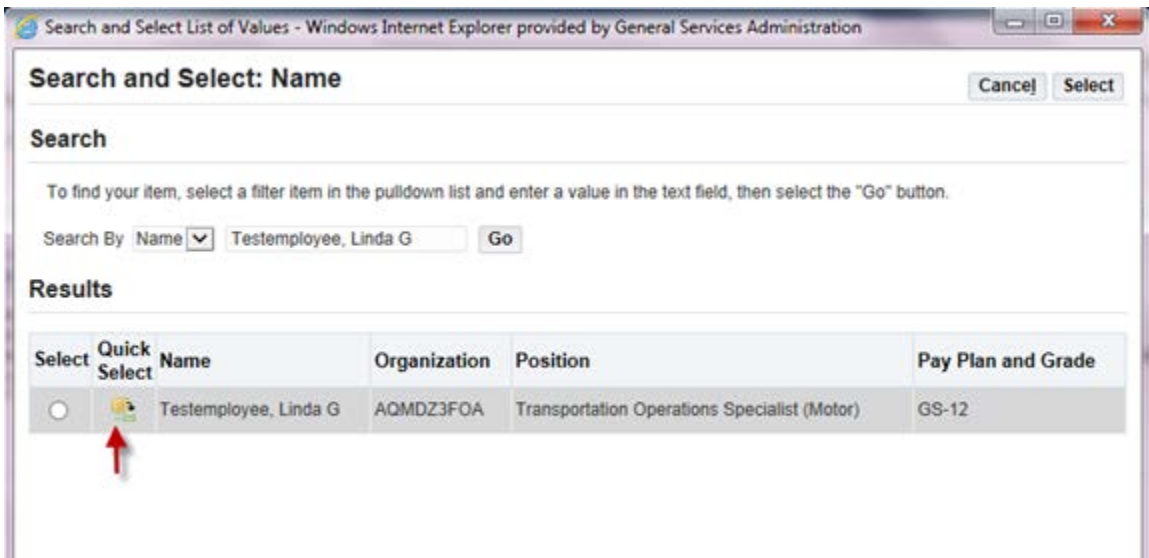 Search and Select List of Values - Windows Internet Explorer provided by General Services Administration
Search and Select: Name
Cancel Select
Search
To find your item, select a filter item in the pulldown list and enter a value in the text field, then select the "Go" button.
Search By Name Testemployee, Linda G Go
Results
Select Quick Select Name Organization Position Pay Plan and Grade
Testemployee, Linda G AQMDZ3FOA Transportation Operations Specialist (Motor) GS-12